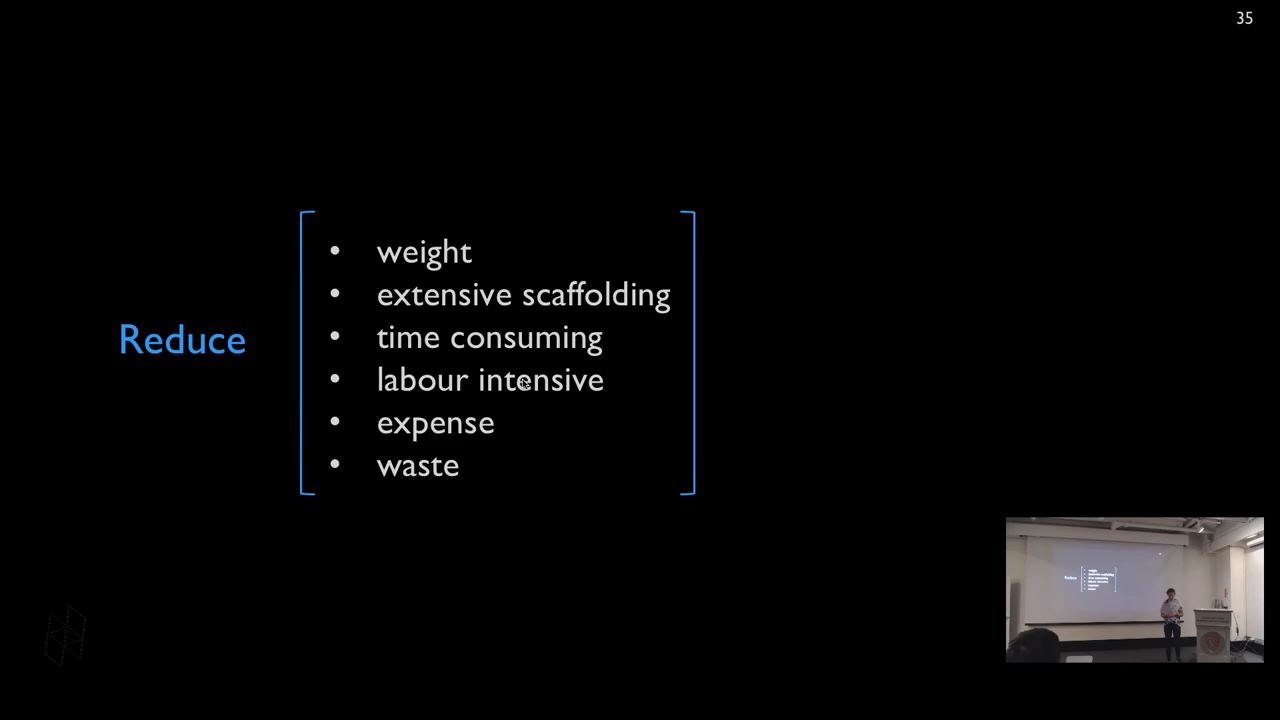 35
Reduce
• weight
• extensive scaffolding
• time consuming
• labour intensive
• expense
• waste